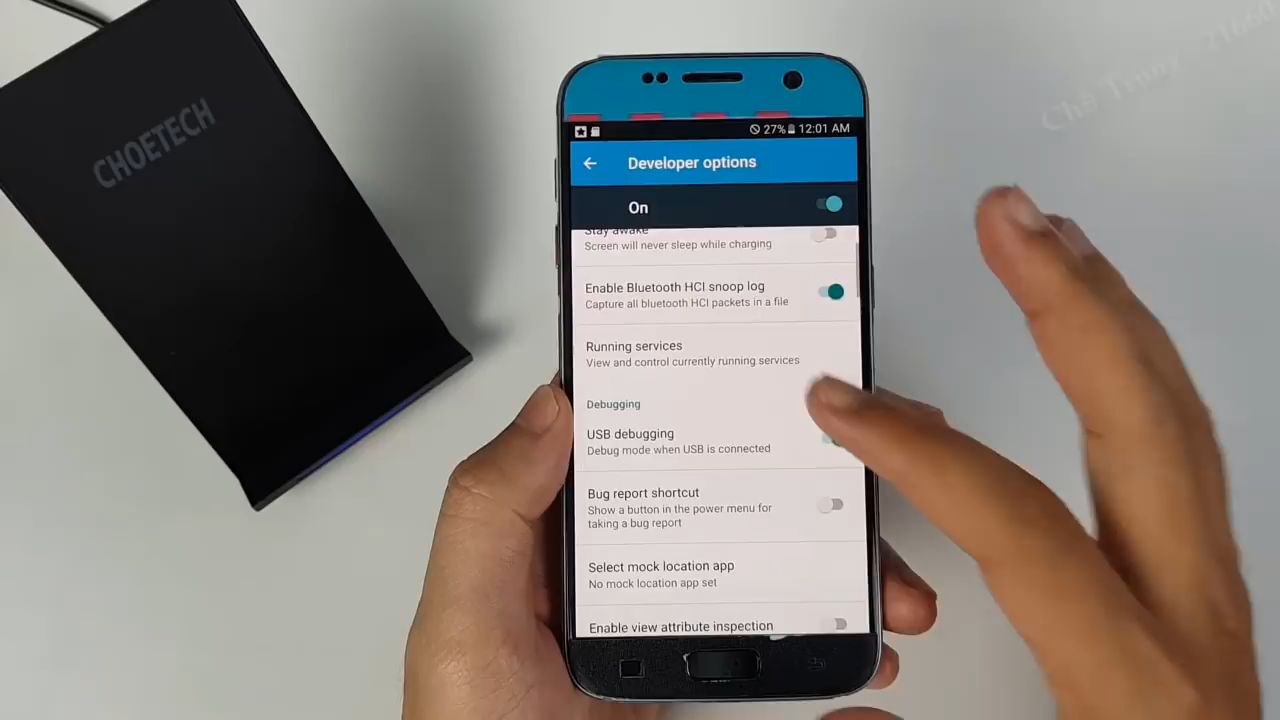 CHOETECH
27% 12:01 AM
Developer options
On
Stay awake
Screen will never sleep while charging
Enable Bluetooth HCI snoop log
Capture all bluetooth HCI packets in a file
Running services
View and control currently running services
Debugging
USB debugging
Debug mode when USB is connected
Bug report shortcut
Show a button in the power menu for
taking a bug report
Select mock location app
No mock location app set
Enable view attribute inspection